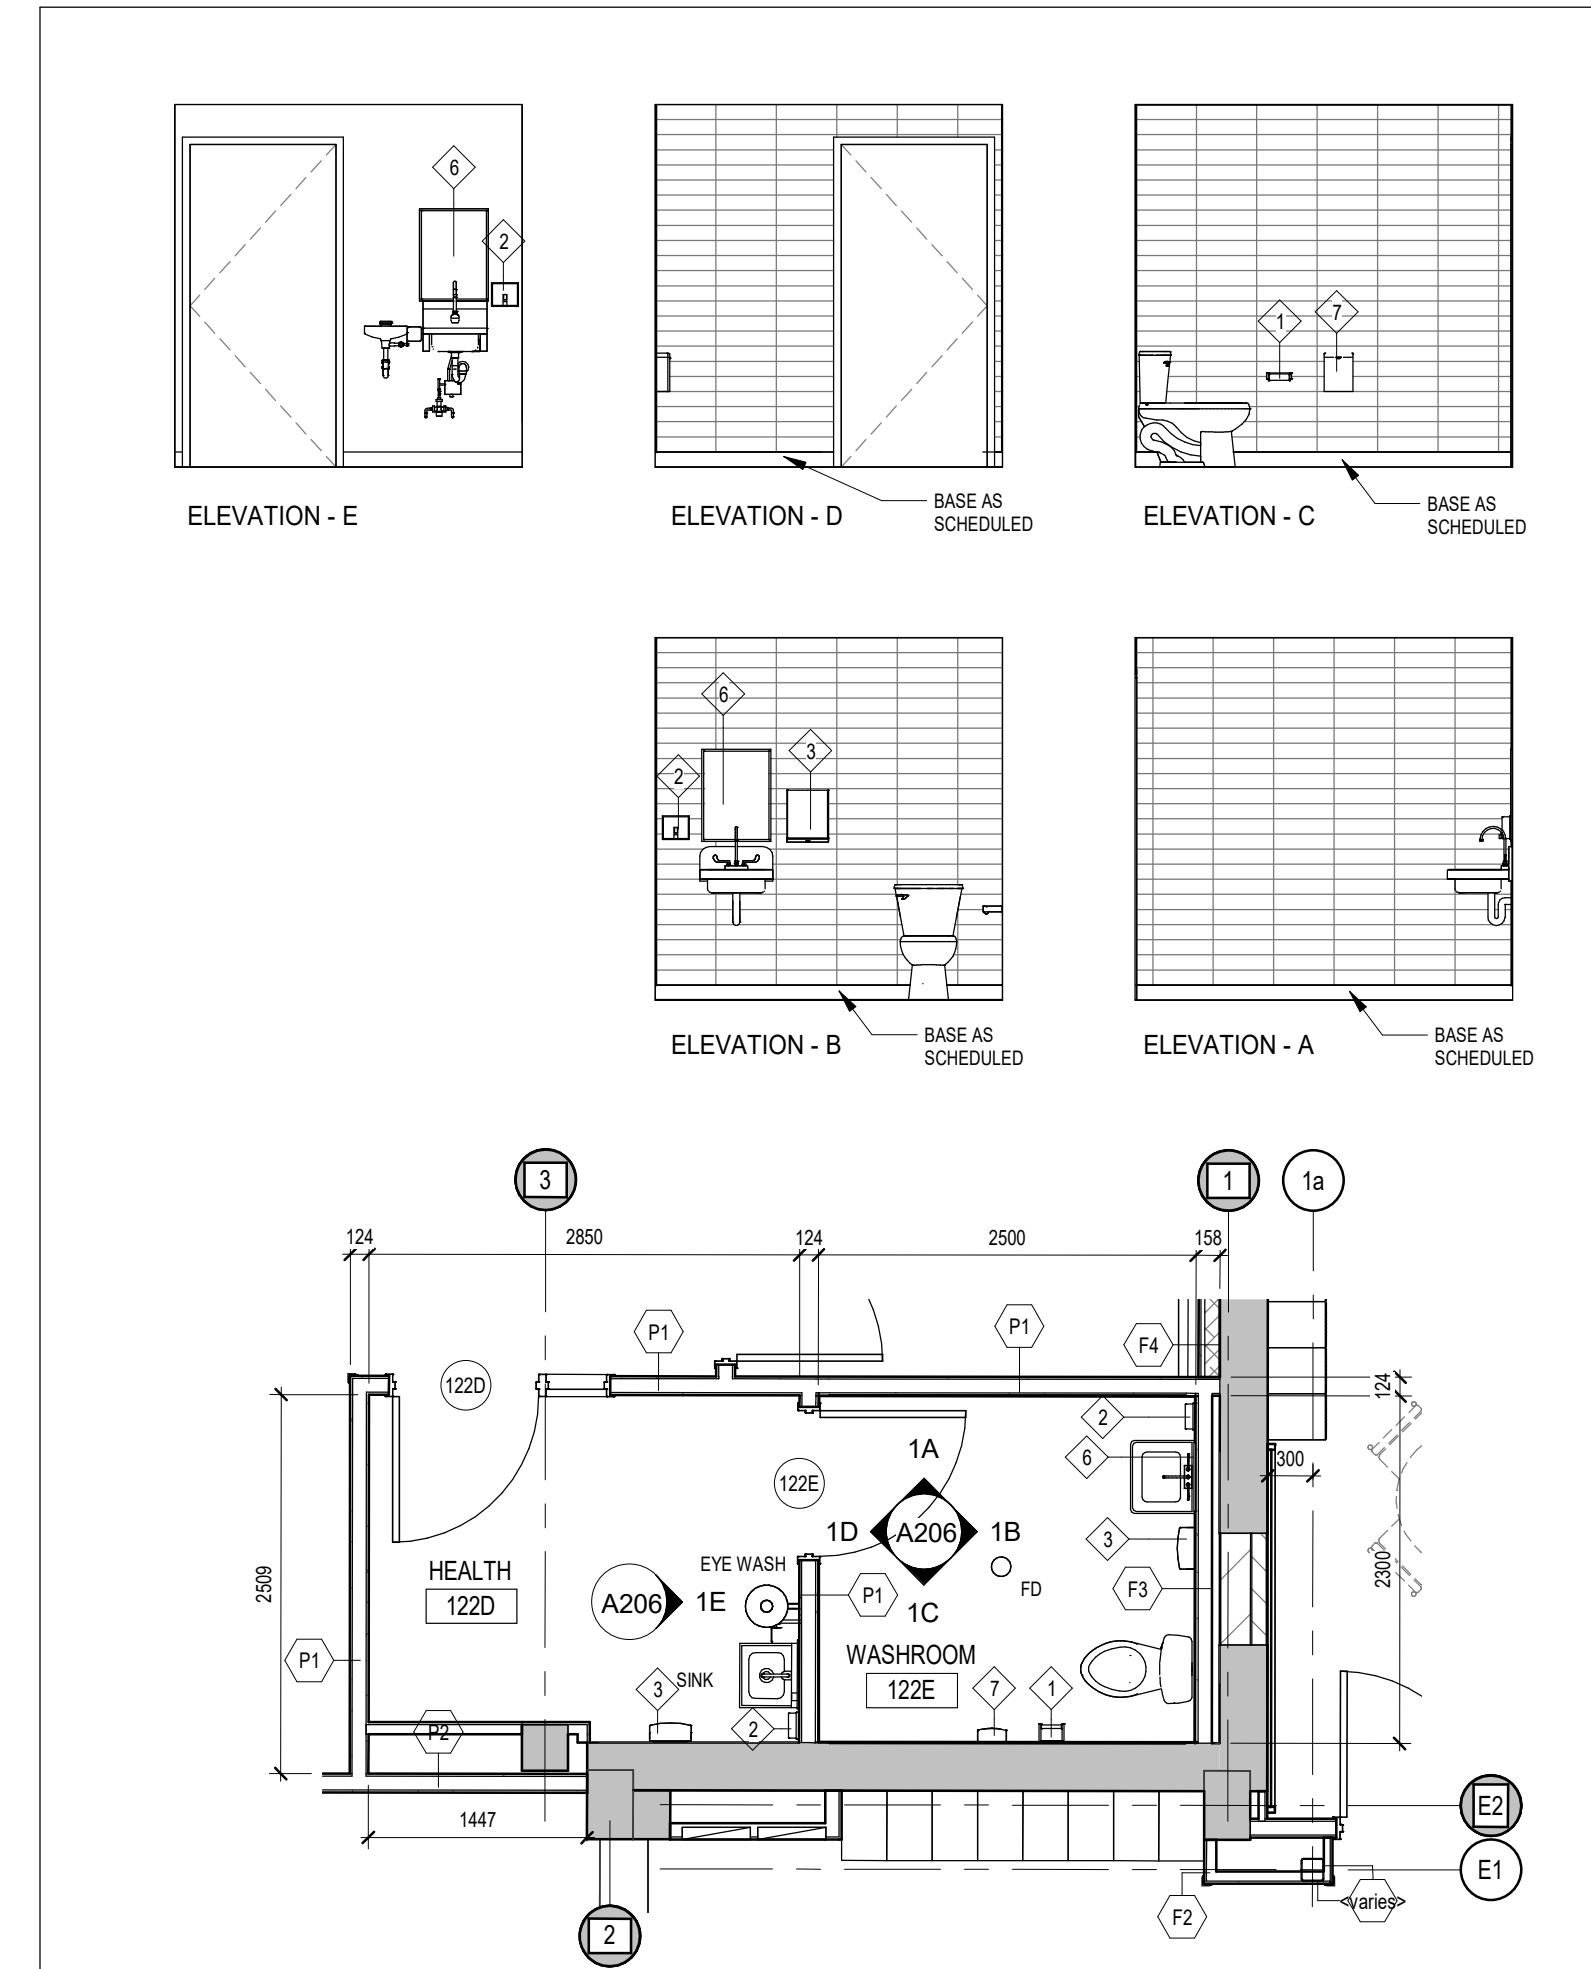 6
2
1
7
ELEVATION - E
ELEVATION - D
BASE AS
SCHEDULED
ELEVATION - C
BASE AS
SCHEDULED
6
3
2
ELEVATION - B
BASE AS
SCHEDULED
ELEVATION - A
BASE AS
SCHEDULED
3
1
1a
124
2850
124
2500
158
P1
P1
F4
122D
124
2
1A
6
300
122E
1D
A206
1B
3
EYE WASH
HEALTH
122D
2509
FD
F3
2300
A206
1E
P1
1C
WASHROOM
122E
P1
3
SINK
7
1
2
P2
1447
E2
E1
<varies>
F2
2